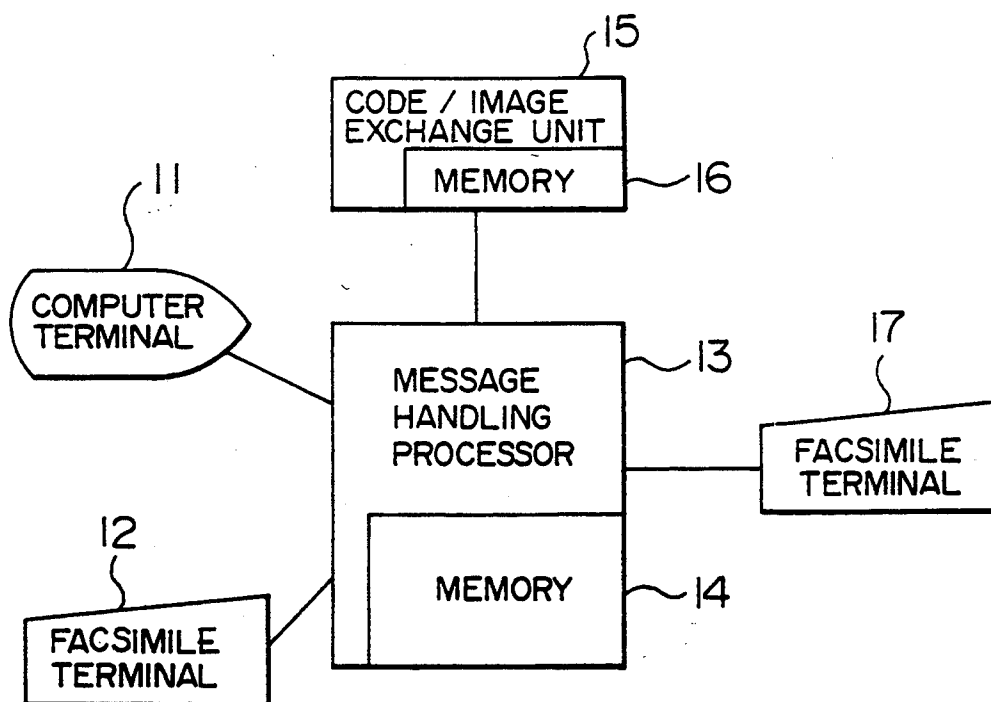 15
CODE / IMAGE
EXCHANGE UNIT
MEMORY
16
11
COMPUTER
TERMINAL
13
MESSAGE
HANDLING
PROCESSOR
17
FACSIMILE
TERMINAL
12
FACSIMILE
TERMINAL
MEMORY
14